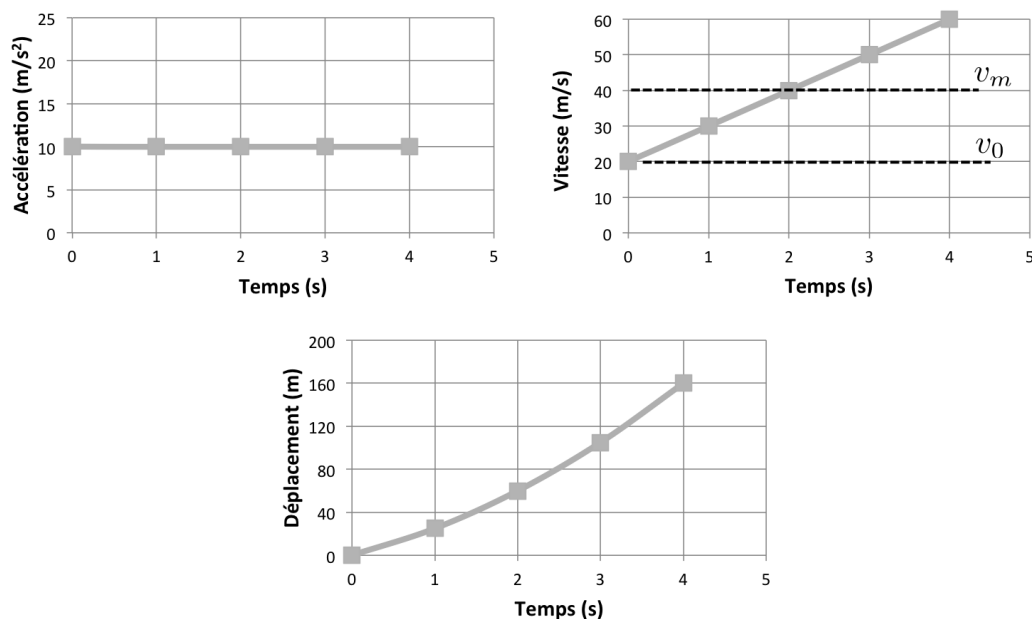 25
20
15
10
5
0
Accélération (m/s²)
0 1 2 3 4 5
Temps (s)
60
50
40
30
20
10
0
Vitesse (m/s)
v_m
v_0
0 1 2 3 4 5
Temps (s)
200
160
120
80
40
0
Déplacement (m)
0 1 2 3 4 5
Temps (s)